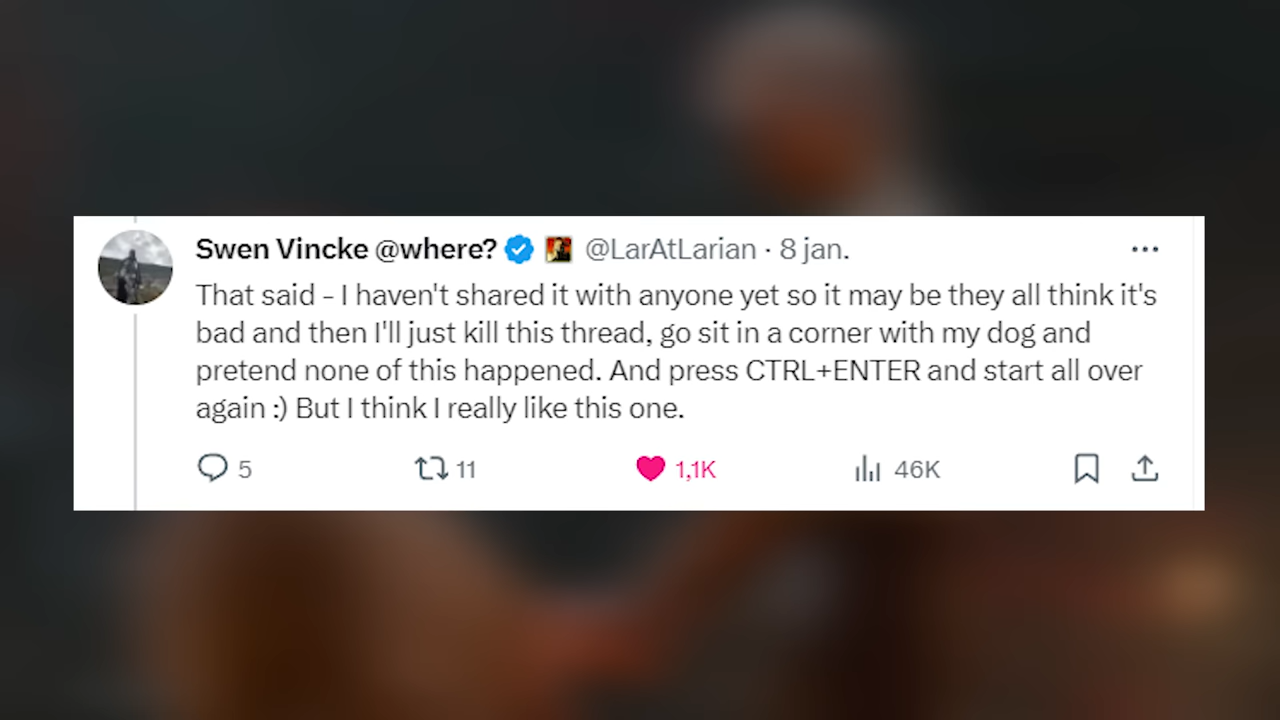 Swen Vincke @where? @LarAtLarian · 8 jan.
That said - I haven't shared it with anyone yet so it may be they all think it's
bad and then I'll just kill this thread, go sit in a corner with my dog and
pretend none of this happened. And press CTRL+ENTER and start all over
again :) But I think I really like this one.
5 11 1,1K 46K